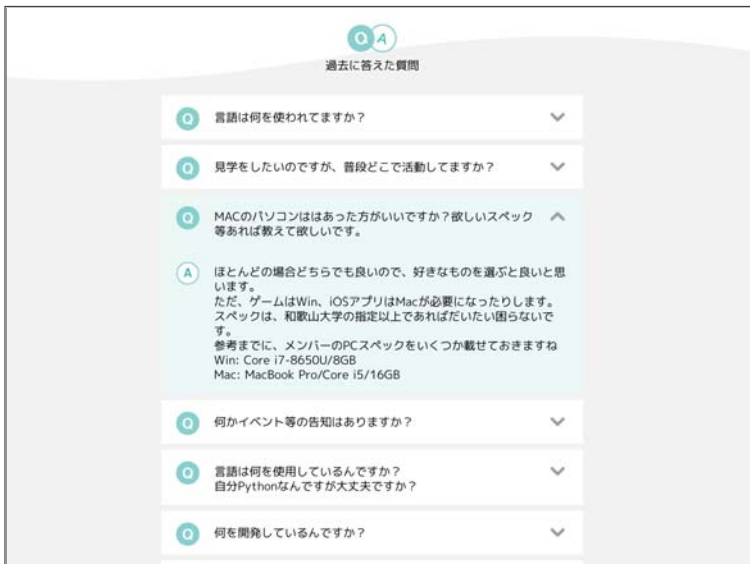 Q A
過去に答えた質問
Q 言語は何を使われてますか？
Q 見学をしたいのですが、普段どこで活動してますか？
Q MACのパソコンははあった方がいいですか？欲しいスペック
等あれば教えて欲しいです。
A ほとんどの場合どちらでも良いので、好きなものを選ぶと良いと思
います。
ただ、ゲームはWin、iOSアプリはMacが必要になったりします。
スペックは、和歌山大学の指定以上であればだいたい困らないで
す。
参考までに、メンバーのPCスペックをいくつか載せておきますね
Win: Core i7-8650U/8GB
Mac: MacBook Pro/Core i5/16GB
Q 何かイベント等の告知はありますか？
Q 言語は何を使用しているんですか？
自分Pythonなんですが大丈夫ですか？
Q 何を開発しているんですか？